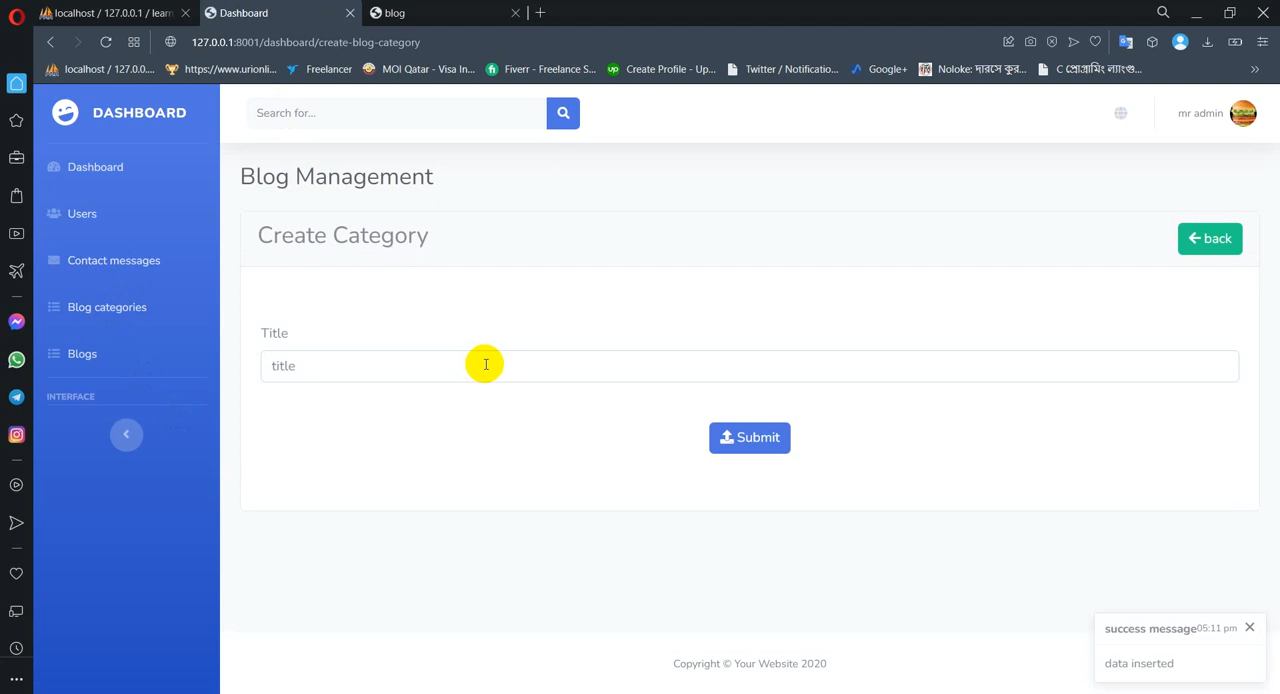 localhost / 127.0.0.1 / learn
Dashboard
blog
127.0.0.1:8001/dashboard/create-blog-category
localhost / 127.0.0....
https://www.urionli...
Freelancer
MOI Qatar - Visa In...
Fiverr - Freelance S...
Create Profile - Up...
Twitter / Notificatio...
Google+
Noloke: দারসে কুর...
C প্রোগ্রামিং ল্যাংগু...
DASHBOARD
Search for...
mr admin
Dashboard
Users
Contact messages
Blog categories
Blogs
INTERFACE
Blog Management
Create Category
back
Title
title
Submit
success message 05:11 pm
data inserted
Copyright © Your Website 2020